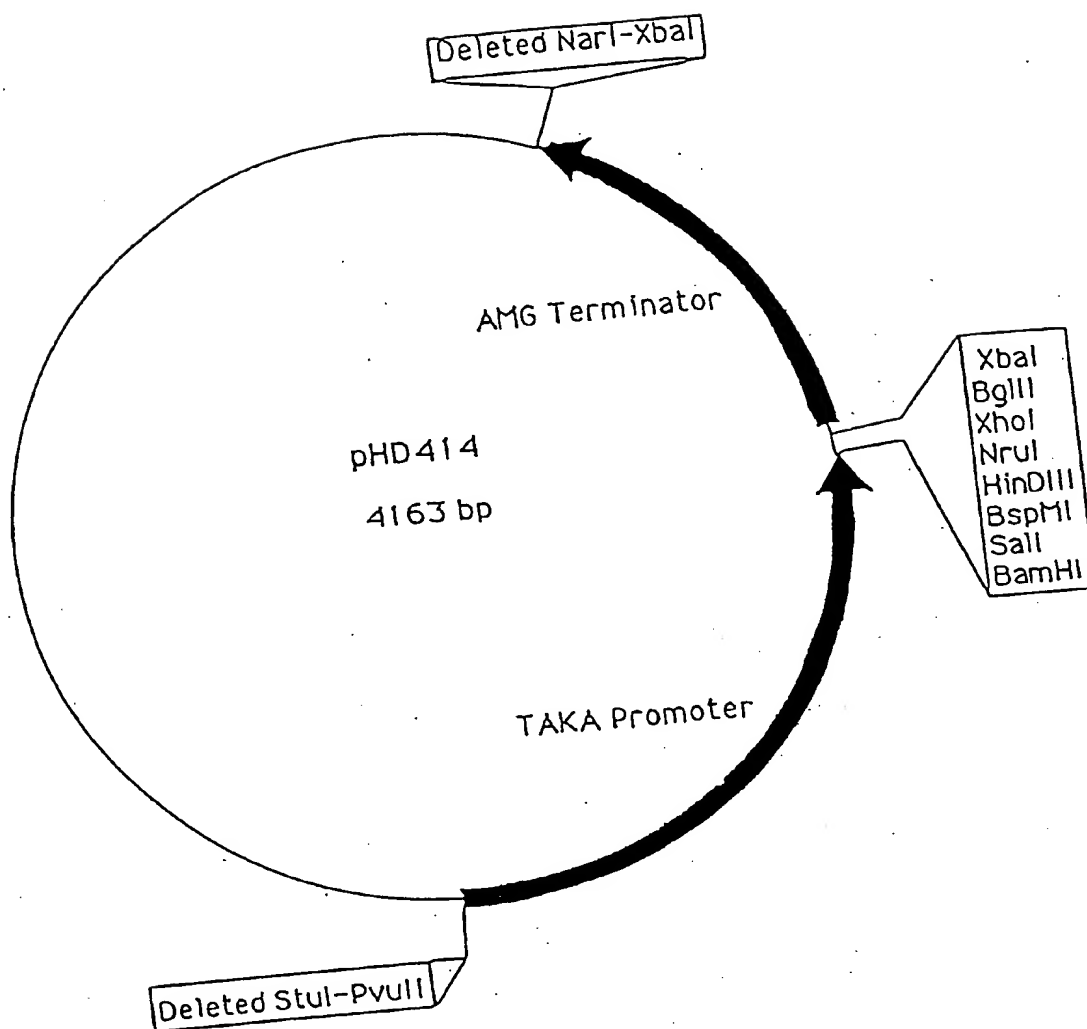 Deleted NarI-XbaI
AMG Terminator
pHD414
4163 bp
XbaI
BglII
XhoI
NruI
HinDIII
BspMI
SalI
BamHI
TAKA Promoter
Deleted StuI-PvuII